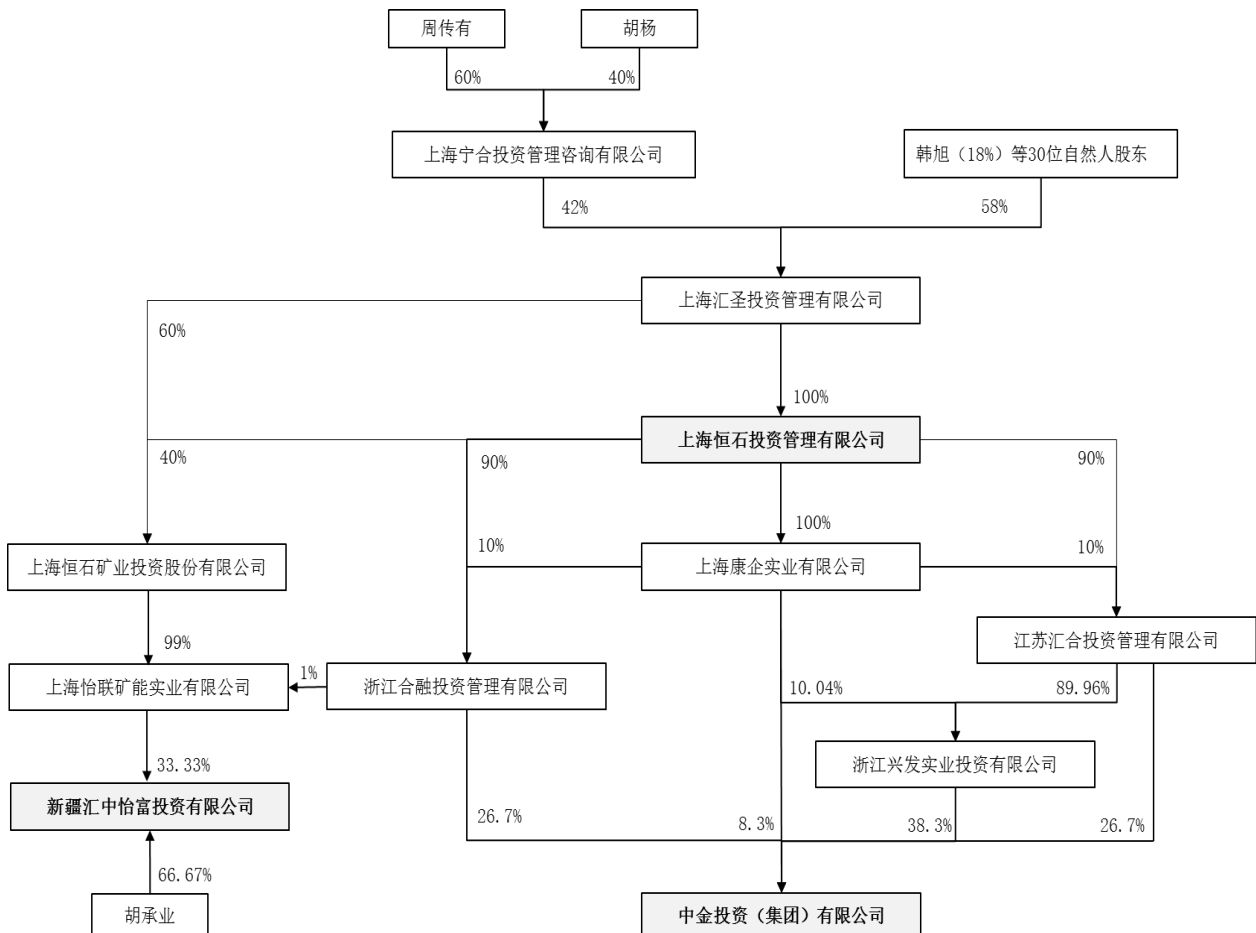 周传有
胡杨
60%
40%
上海宁合投资管理咨询有限公司
韩旭（18%）等30位自然人股东
42%
58%
上海汇圣投资管理有限公司
60%
100%
上海恒石投资管理有限公司
40%
90%
90%
100%
10%
10%
上海恒石矿业投资股份有限公司
上海康企实业有限公司
江苏汇合投资管理有限公司
99%
1%
上海怡联矿能实业有限公司
浙江合融投资管理有限公司
10.04%
89.96%
33.33%
浙江兴发实业投资有限公司
新疆汇中怡富投资有限公司
26.7%
8.3%
38.3%
26.7%
66.67%
胡承业
中金投资（集团）有限公司